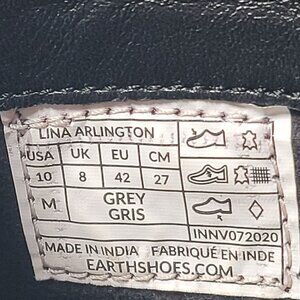 LINA ARLINGTON
USA UK EU CM
10 8 42 27
M GREY
GRIS
INNV072020
MADE IN INDIA FABRIQUÉ EN INDE
EARTHSHOES.COM